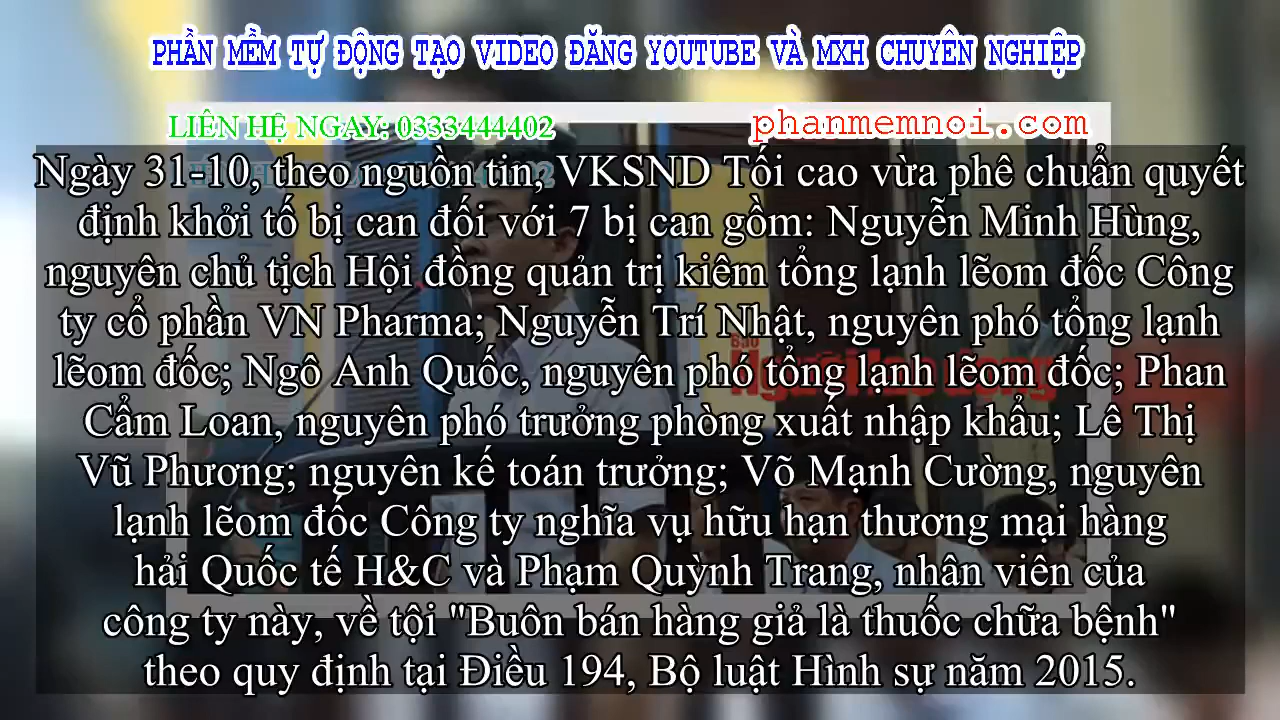 PHẦN MỀM TỰ ĐỘNG TẠO VIDEO ĐĂNG YOUTUBE VÀ MXH CHUYÊN NGHIỆP
LIÊN HỆ NGAY: 0333444402
phanmemnoi.com
Ngày 31-10, theo nguồn tin, VKSND Tối cao vừa phê chuẩn quyết
định khởi tố bị can đối với 7 bị can gồm: Nguyễn Minh Hùng,
nguyên chủ tịch Hội đồng quản trị kiêm tổng lạnh lẽom đốc Công
ty cổ phần VN Pharma; Nguyễn Trí Nhật, nguyên phó tổng lạnh
lẽom đốc; Ngô Anh Quốc, nguyên phó tổng lạnh lẽom đốc; Phan
Cẩm Loan, nguyên phó trưởng phòng xuất nhập khẩu; Lê Thị
Vũ Phương; nguyên kế toán trưởng; Võ Mạnh Cường, nguyên
lạnh lẽom đốc Công ty nghĩa vụ hữu hạn thương mại hàng
hải Quốc tế H&C và Phạm Quỳnh Trang, nhân viên của
công ty này, về tội "Buôn bán hàng giả là thuốc chữa bệnh"
theo quy định tại Điều 194, Bộ luật Hình sự năm 2015.
Báo
Người Lao Động